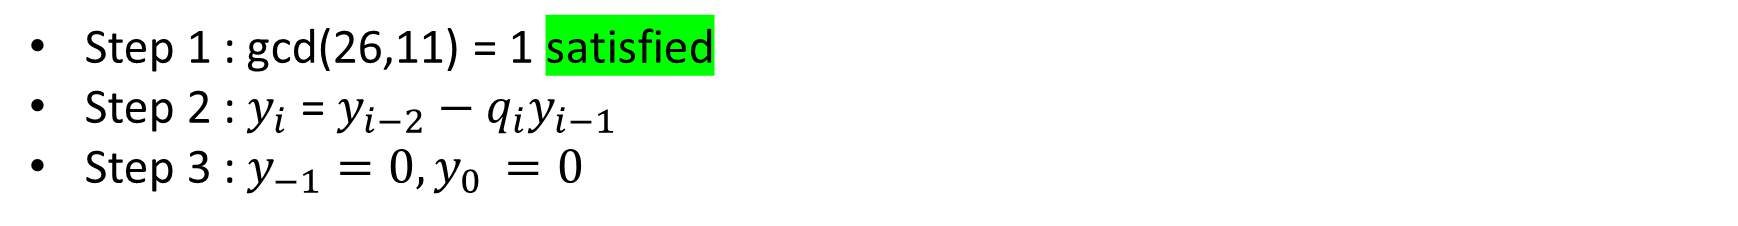 • Step 1 : gcd(26,11) = 1 satisfied
• Step 2 : yᵢ = yᵢ₋₂ − qᵢyᵢ₋₁
• Step 3 : y₋₁ = 0, y₀ = 0